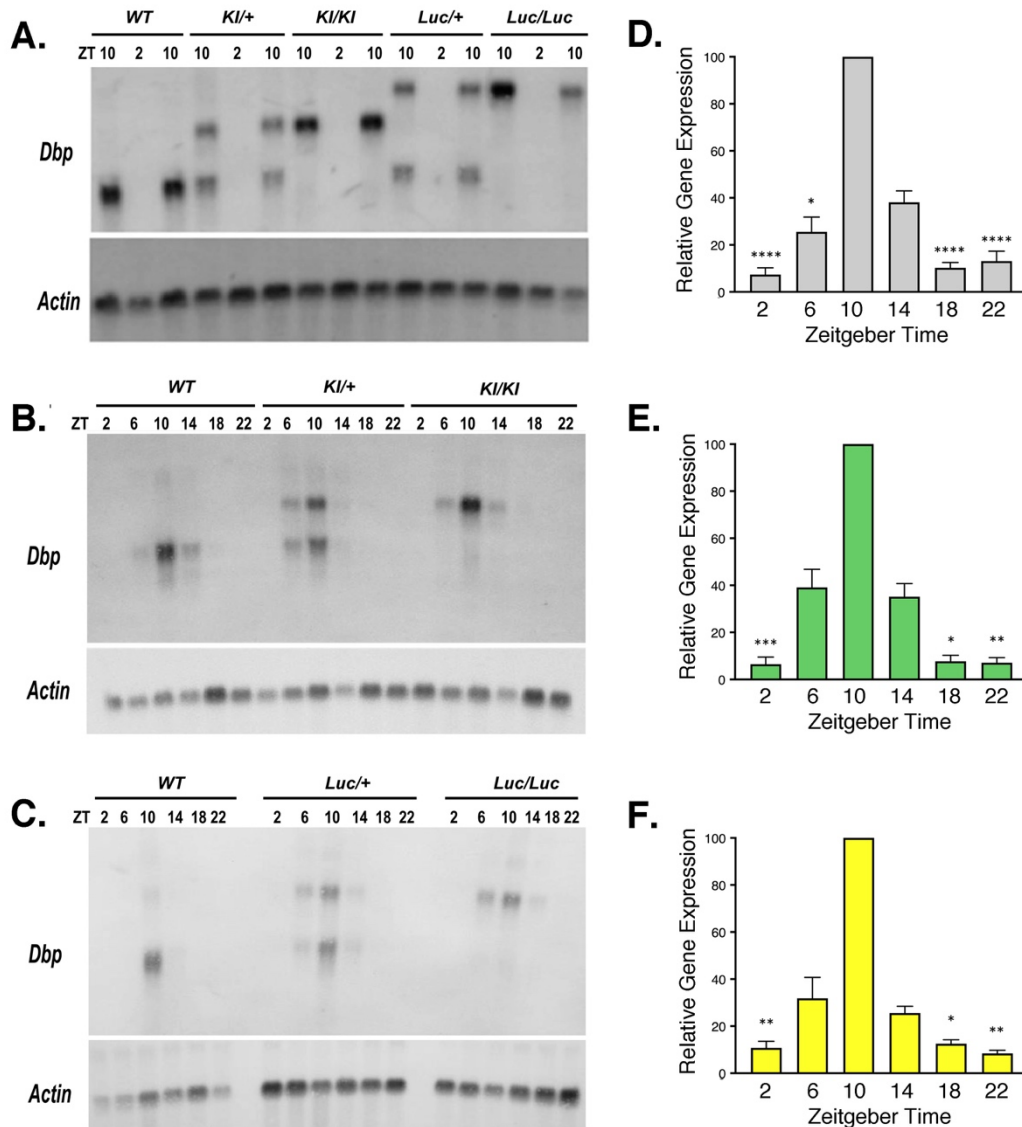 A.
WT KI/+ KI/KI Luc/+ Luc/Luc
ZT 10 2 10 10 2 10 10 2 10 10 2 10 10 2 10
Dbp
Actin
D.
Relative Gene Expression
100
80
60
40
20
0
**** * **** ****
2 6 10 14 18 22
Zeitgeber Time
B.
WT KI/+ KI/KI
ZT 2 6 10 14 18 22 2 6 10 14 18 22 2 6 10 14 18 22
Dbp
Actin
E.
Relative Gene Expression
100
80
60
40
20
0
*** * **
2 6 10 14 18 22
Zeitgeber Time
C.
WT Luc/+ Luc/Luc
ZT 2 6 10 14 18 22 2 6 10 14 18 22 2 6 10 14 18 22
Dbp
Actin
F.
Relative Gene Expression
100
80
60
40
20
0
** * **
2 6 10 14 18 22
Zeitgeber Time